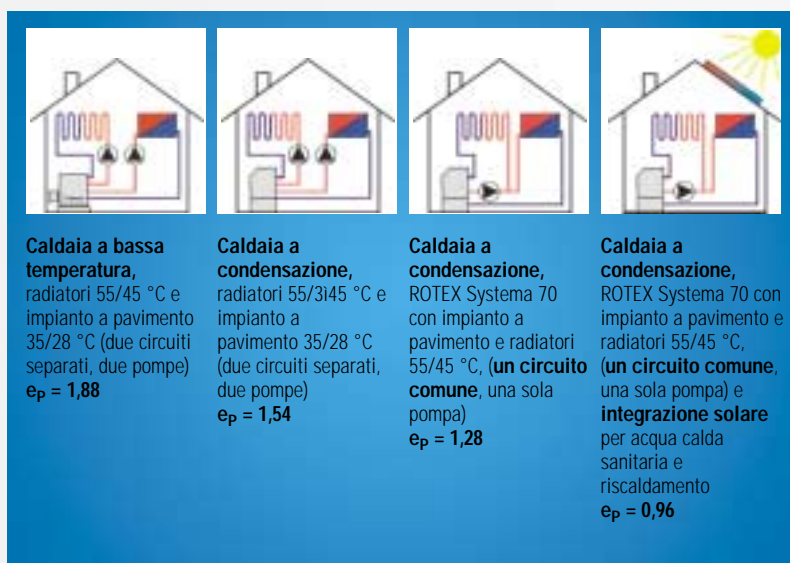 Caldaia a bassa
temperatura,
radiatori 55/45 °C e
impianto a pavimento
35/28 °C (due circuiti
separati, due pompe)
eP = 1,88
Caldaia a
condensazione,
radiatori 55/3ì45 °C e
impianto a
pavimento 35/28 °C
(due circuiti separati,
due pompe)
eP = 1,54
Caldaia a
condensazione,
ROTEX Systema 70
con impianto a
pavimento e radiatori
55/45 °C, (un circuito
comune, una sola
pompa)
eP = 1,28
Caldaia a
condensazione,
ROTEX Systema 70 con
impianto a pavimento e
radiatori 55/45 °C,
(un circuito comune,
una sola pompa) e
integrazione solare
per acqua calda
sanitaria e
riscaldamento
eP = 0,96